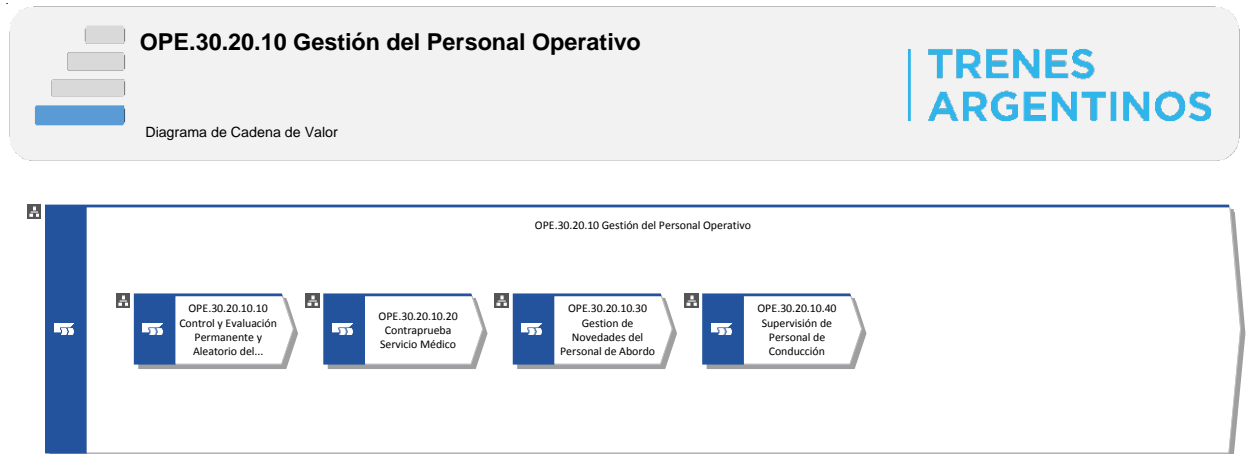 OPE.30.20.10 Gestión del Personal Operativo
TRENES
ARGENTINOS
Diagrama de Cadena de Valor
OPE.30.20.10 Gestión del Personal Operativo
OPE.30.20.10.10
Control y Evaluación
Permanente y
Aleatorio del...
OPE.30.20.10.20
Contraprueba
Servicio Médico
OPE.30.20.10.30
Gestion de
Novedades del
Personal de Abordo
OPE.30.20.10.40
Supervisión de
Personal de
Conducción